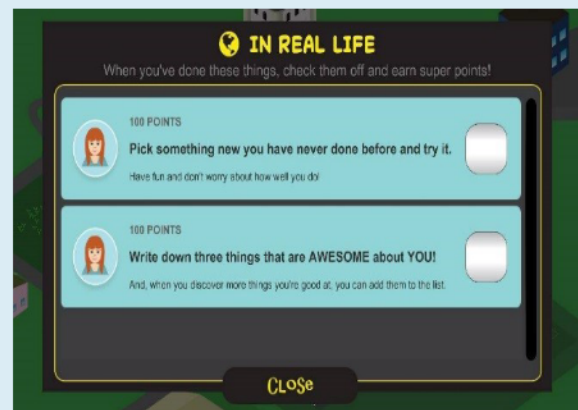 IN REAL LIFE
When you've done these things, check them off and earn super points!
100 POINTS
Pick something new you have never done before and try it.
Have fun and don't worry about how well you do!
100 POINTS
Write down three things that are AWESOME about YOU!
And, when you discover more things you're good at, you can add them to the list.
CLOSe